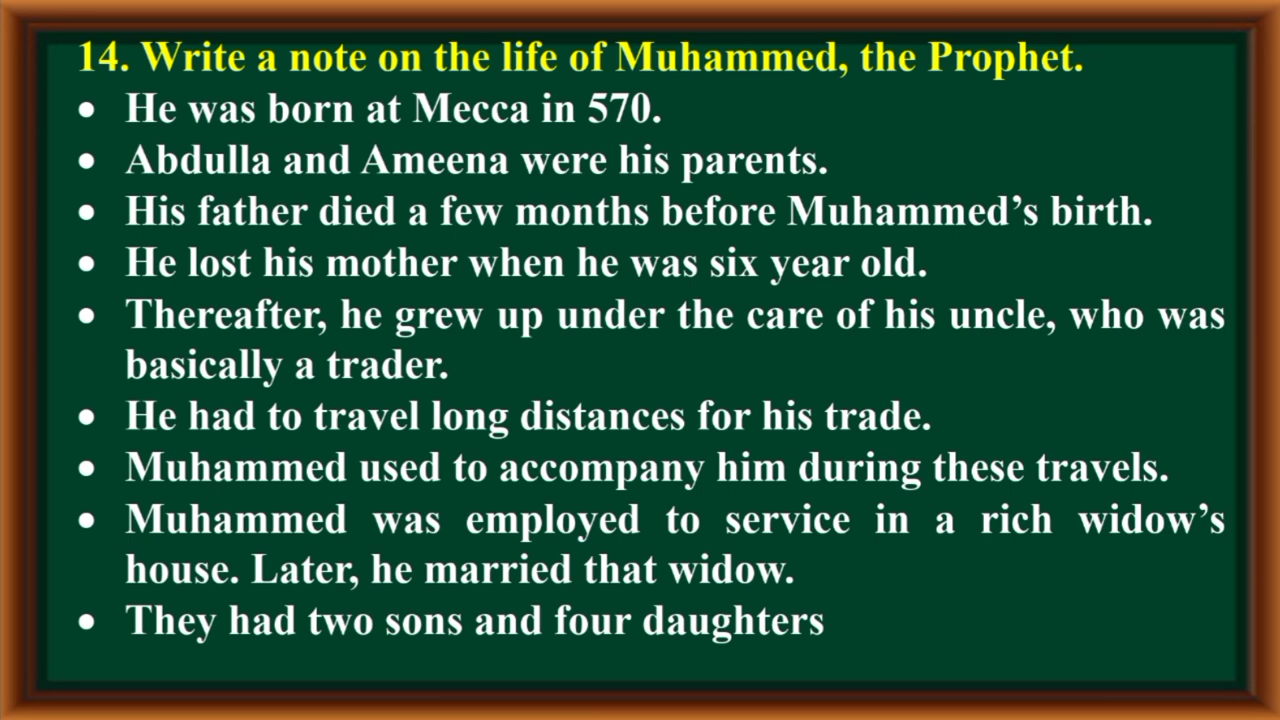 14. Write a note on the life of Muhammed, the Prophet.
• He was born at Mecca in 570.
• Abdulla and Ameena were his parents.
• His father died a few months before Muhammed’s birth.
• He lost his mother when he was six year old.
• Thereafter, he grew up under the care of his uncle, who was
basically a trader.
• He had to travel long distances for his trade.
• Muhammed used to accompany him during these travels.
• Muhammed was employed to service in a rich widow’s
house. Later, he married that widow.
• They had two sons and four daughters